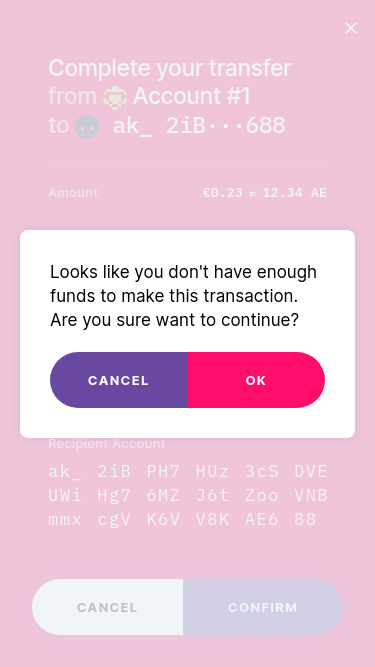 Complete your transfer
from Account #1
to ak_ 2iB···688
Amount €0.23 ⇄ 12.34 AE
Looks like you don't have enough
funds to make this transaction.
Are you sure want to continue?
CANCEL OK
Recipient Account
ak_ 2iB PH7 HUz 3cS DVE
UWi Hg7 6MZ J6t Zoo VNB
mmx cgV K6V V8K AE6 88
CANCEL CONFIRM